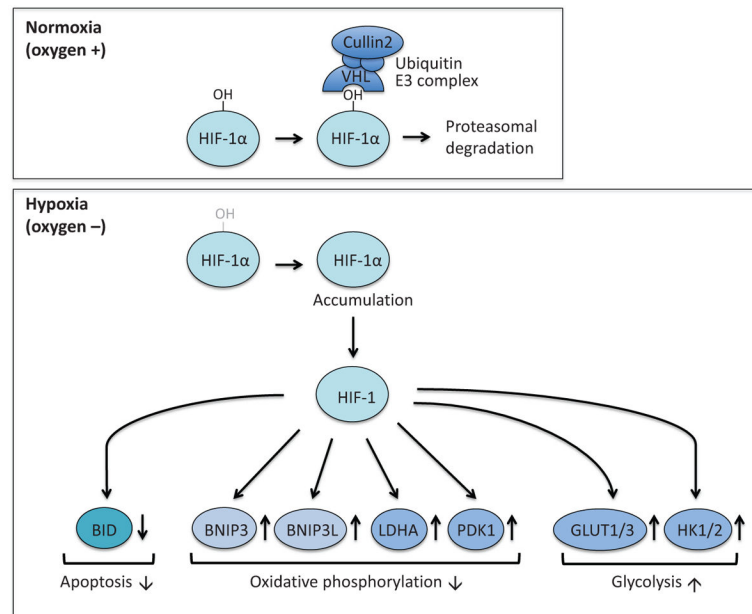 Normoxia
(oxygen +)
Cullin2
VHL
Ubiquitin
E3 complex
OH
OH
HIF-1α
HIF-1α
Proteasomal
degradation
Hypoxia
(oxygen –)
OH
HIF-1α
HIF-1α
Accumulation
HIF-1
BID ↓
BNIP3 ↑
BNIP3L ↑
LDHA ↑
PDK1 ↑
GLUT1/3 ↑
HK1/2 ↑
Apoptosis ↓
Oxidative phosphorylation ↓
Glycolysis ↑